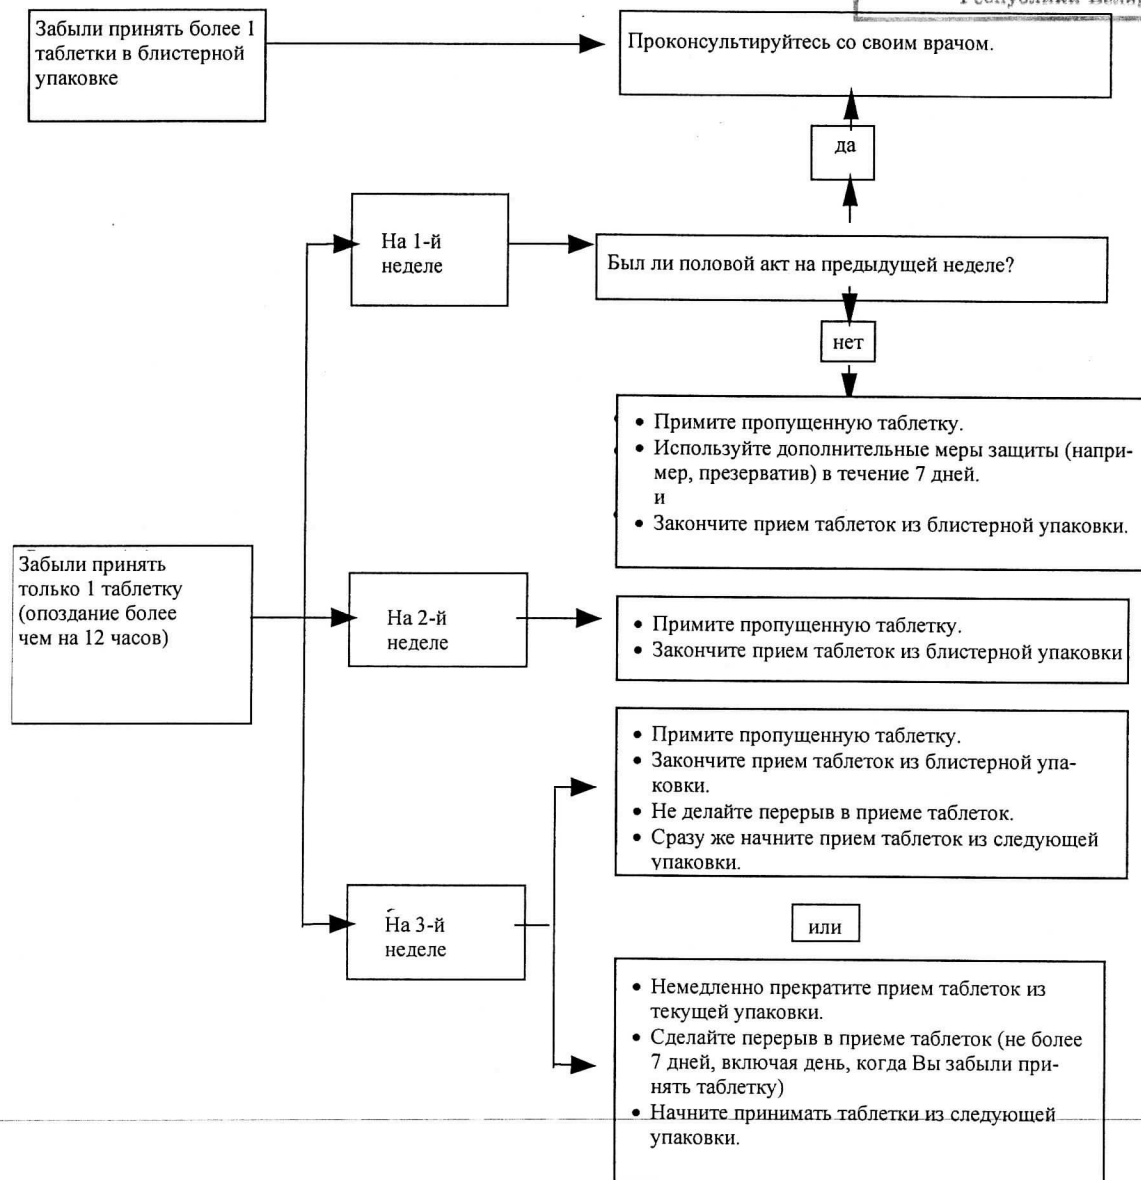 Республики Бела
Забыли принять более 1
таблетки в блистерной
упаковке
Проконсультируйтесь со своим врачом.
да
На 1-й
неделе
Был ли половой акт на предыдущей неделе?
нет
• Примите пропущенную таблетку.
• Используйте дополнительные меры защиты (напри-
мер, презерватив) в течение 7 дней.
и
• Закончите прием таблеток из блистерной упаковки.
Забыли принять
только 1 таблетку
(опоздание более
чем на 12 часов)
На 2-й
неделе
• Примите пропущенную таблетку.
• Закончите прием таблеток из блистерной упаковки
• Примите пропущенную таблетку.
• Закончите прием таблеток из блистерной упа-
ковки.
• Не делайте перерыв в приеме таблеток.
• Сразу же начните прием таблеток из следующей
упаковки.
На 3-й
неделе
или
• Немедленно прекратите прием таблеток из
текущей упаковки.
• Сделайте перерыв в приеме таблеток (не более
7 дней, включая день, когда Вы забыли при-
нять таблетку)
• Начните принимать таблетки из следующей
упаковки.